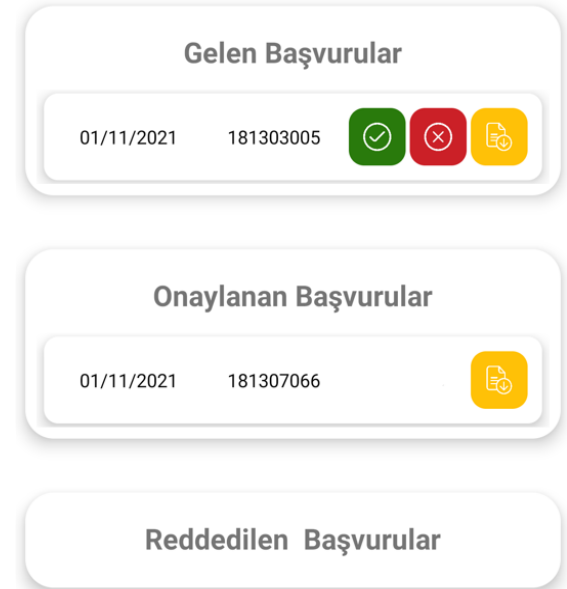 Gelen Başvurular
01/11/2021 181303005
Onaylanan Başvurular
01/11/2021 181307066
Reddedilen Başvurular